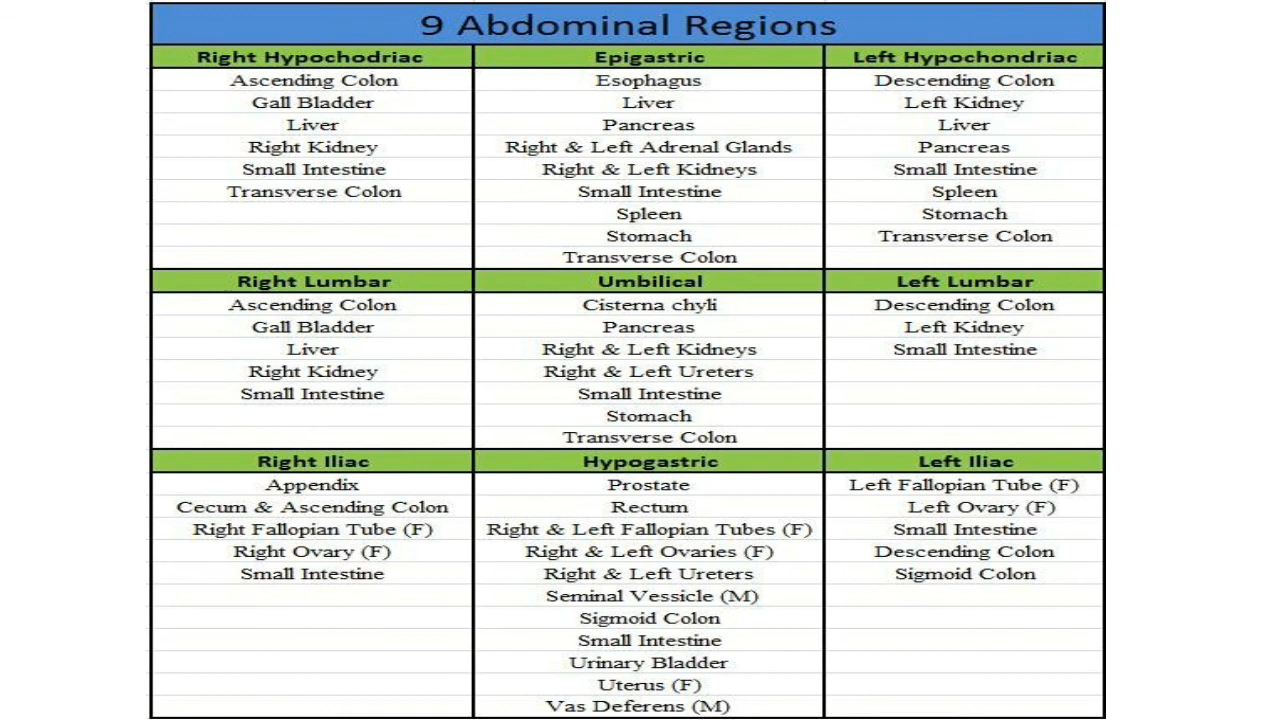 9 Abdominal Regions
Right Hypochodriac Epigastric Left Hypochondriac
Ascending Colon Esophagus Descending Colon
Gall Bladder Liver Left Kidney
Liver Pancreas Liver
Right Kidney Right & Left Adrenal Glands Pancreas
Small Intestine Right & Left Kidneys Small Intestine
Transverse Colon Small Intestine Spleen
Spleen Stomach
Stomach Transverse Colon
Transverse Colon
Right Lumbar Umbilical Left Lumbar
Ascending Colon Cisterna chyli Descending Colon
Gall Bladder Pancreas Left Kidney
Liver Right & Left Kidneys Small Intestine
Right Kidney Right & Left Ureters
Small Intestine Small Intestine
Stomach
Transverse Colon
Right Iliac Hypogastric Left Iliac
Appendix Prostate Left Fallopian Tube (F)
Cecum & Ascending Colon Rectum Left Ovary (F)
Right Fallopian Tube (F) Right & Left Fallopian Tubes (F) Small Intestine
Right Ovary (F) Right & Left Ovaries (F) Descending Colon
Small Intestine Right & Left Ureters Sigmoid Colon
Seminal Vessicle (M)
Sigmoid Colon
Small Intestine
Urinary Bladder
Uterus (F)
Vas Deferens (M)